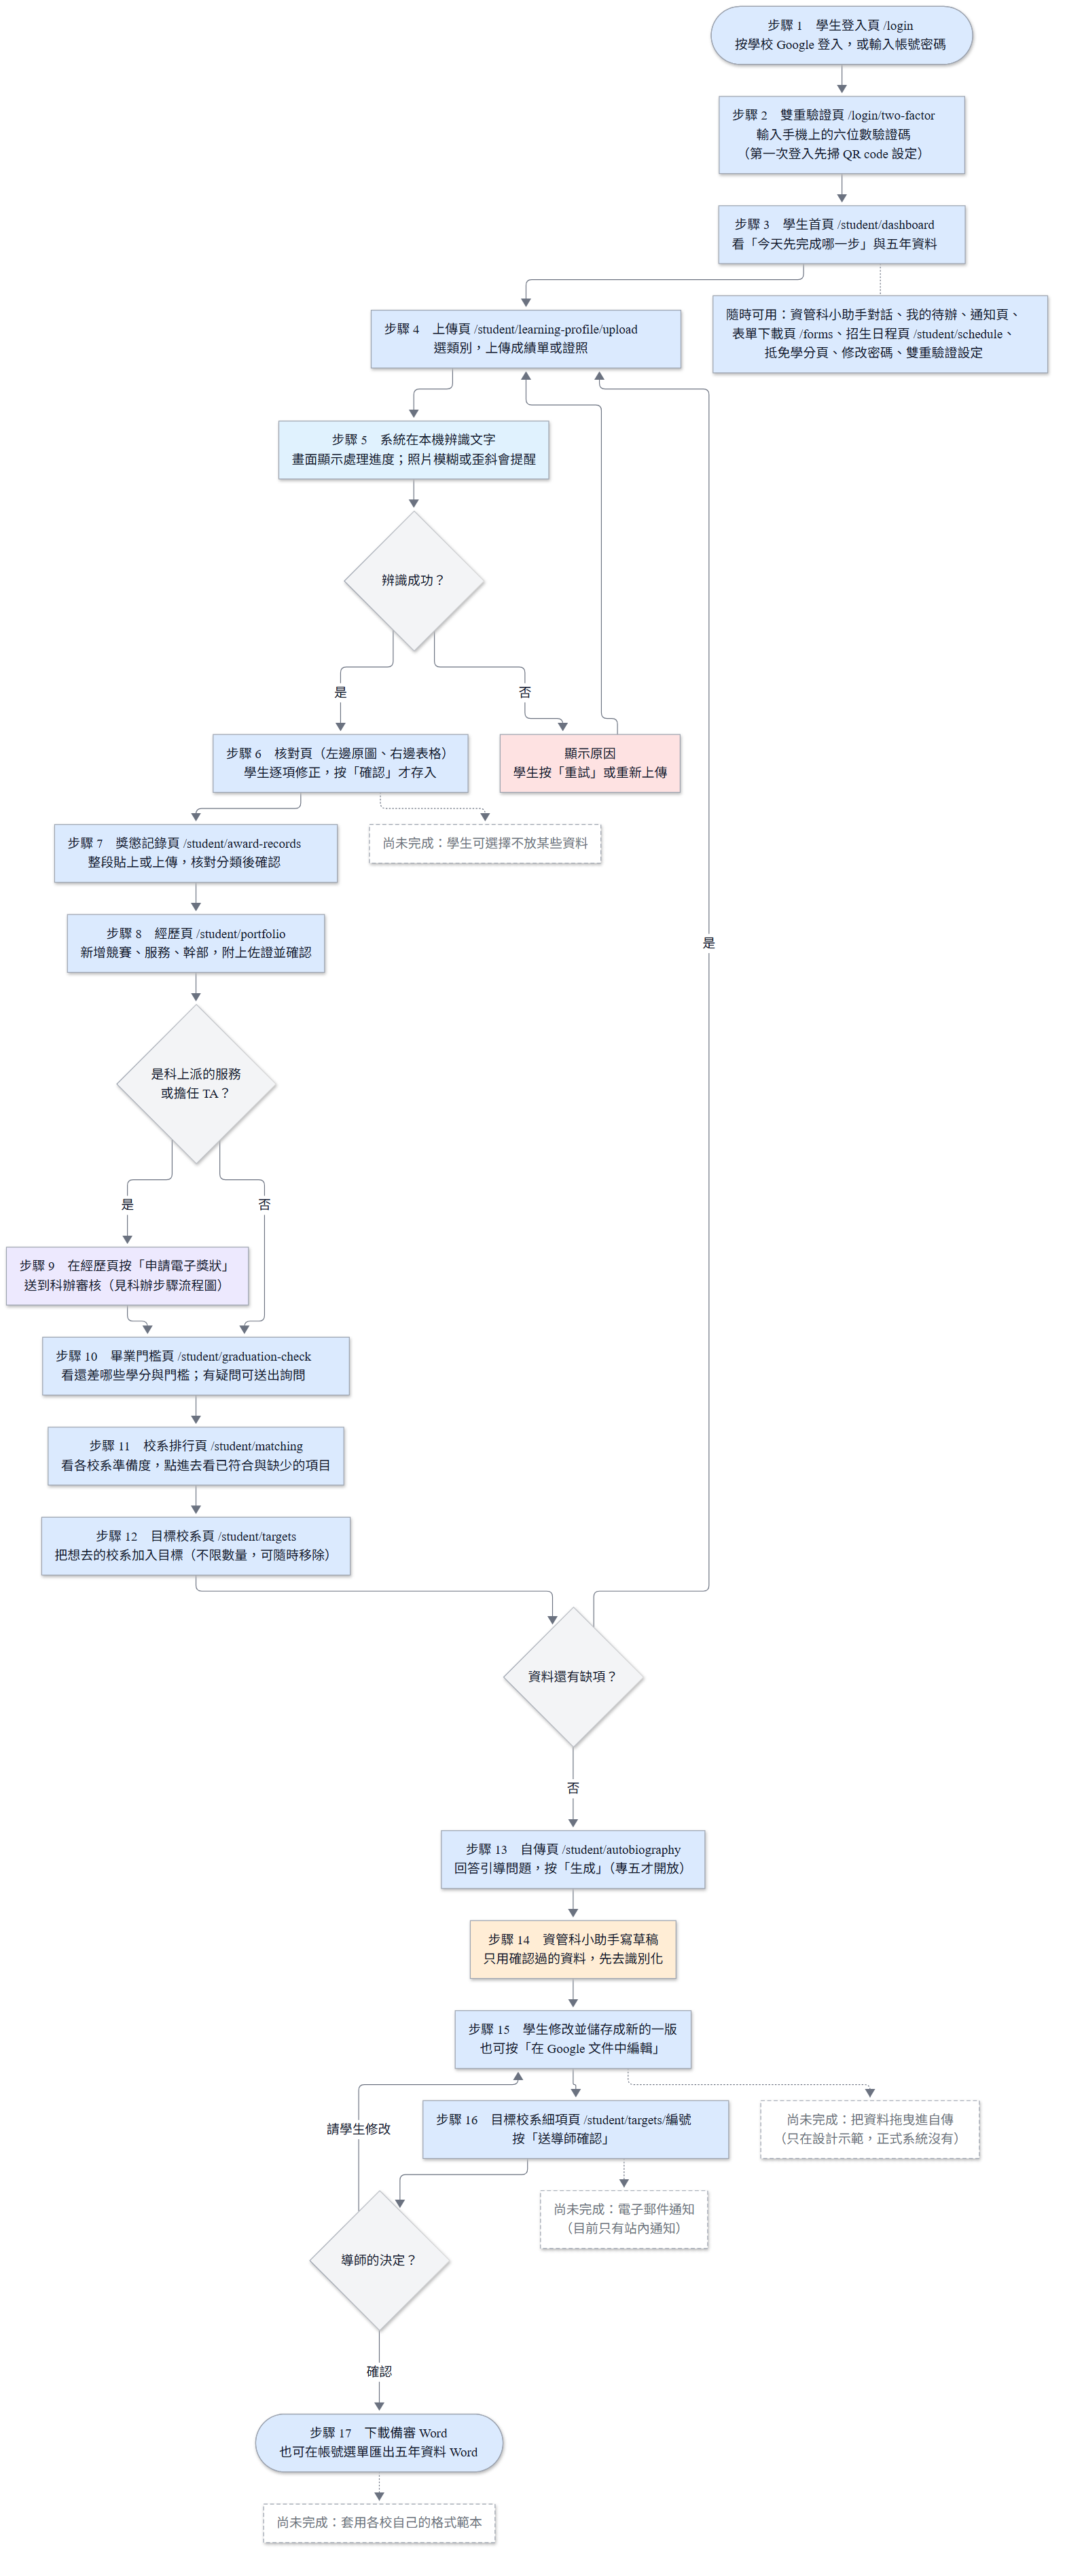 步驟 1　學生登入頁 /login
按學校 Google 登入，或輸入帳號密碼
步驟 2　雙重驗證頁 /login/two-factor
輸入手機上的六位數驗證碼
（第一次登入先掃 QR code 設定）
步驟 3　學生首頁 /student/dashboard
看「今天先完成哪一步」與五年資料
隨時可用：資管科小助手對話、我的待辦、通知頁、
表單下載頁 /forms、招生日程頁 /student/schedule、
抵免學分頁、修改密碼、雙重驗證設定
步驟 4　上傳頁 /student/learning-profile/upload
選類別，上傳成績單或證照
步驟 5　系統在本機辨識文字
畫面顯示處理進度；照片模糊或歪斜會提醒
辨識成功？
是
否
步驟 6　核對頁（左邊原圖、右邊表格）
學生逐項修正，按「確認」才存入
顯示原因
學生按「重試」或重新上傳
步驟 7　獎懲記錄頁 /student/award-records
整段貼上或上傳，核對分類後確認
尚未完成：學生可選擇不放某些資料
步驟 8　經歷頁 /student/portfolio
新增競賽、服務、幹部，附上佐證並確認
是
是科上派的服務
或擔任 TA？
是
否
步驟 9　在經歷頁按「申請電子獎狀」
送到科辦審核（見科辦步驟流程圖）
步驟 10　畢業門檻頁 /student/graduation-check
看還差哪些學分與門檻；有疑問可送出詢問
步驟 11　校系排行頁 /student/matching
看各校系準備度，點進去看已符合與缺少的項目
步驟 12　目標校系頁 /student/targets
把想去的校系加入目標（不限數量，可隨時移除）
資料還有缺項？
否
步驟 13　自傳頁 /student/autobiography
回答引導問題，按「生成」（專五才開放）
步驟 14　資管科小助手寫草稿
只用確認過的資料，先去識別化
步驟 15　學生修改並儲存成新的一版
也可按「在 Google 文件中編輯」
請學生修改
步驟 16　目標校系細項頁 /student/targets/編號
按「送導師確認」
尚未完成：把資料拖曳進自傳
（只在設計示範，正式系統沒有）
尚未完成：電子郵件通知
（目前只有站內通知）
導師的決定？
確認
步驟 17　下載備審 Word
也可在帳號選單匯出五年資料 Word
尚未完成：套用各校自己的格式範本